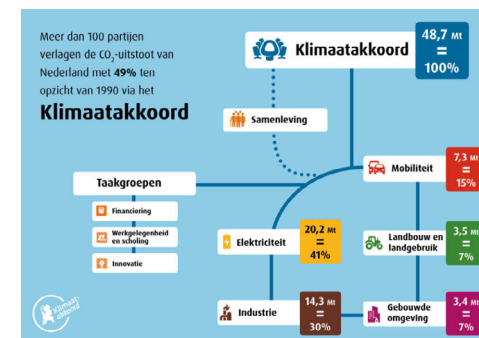 Meer dan 100 partijen
verlagen de CO₂-uitstoot van
Nederland met 49% ten
opzicht van 1990 via het
Klimaatakkoord
Klimaatakkoord
48,7 Mt
=
100%
Samenleving
Mobiliteit
7,3 Mt
=
15%
Taakgroepen
Financiering
Werkgelegenheid
en scholing
Innovatie
Elektriciteit
20,2 Mt
=
41%
Landbouw en
landgebruik
3,5 Mt
=
7%
Industrie
14,3 Mt
=
30%
Gebouwde
omgeving
3,4 Mt
=
7%
Klimaat-
akkoord